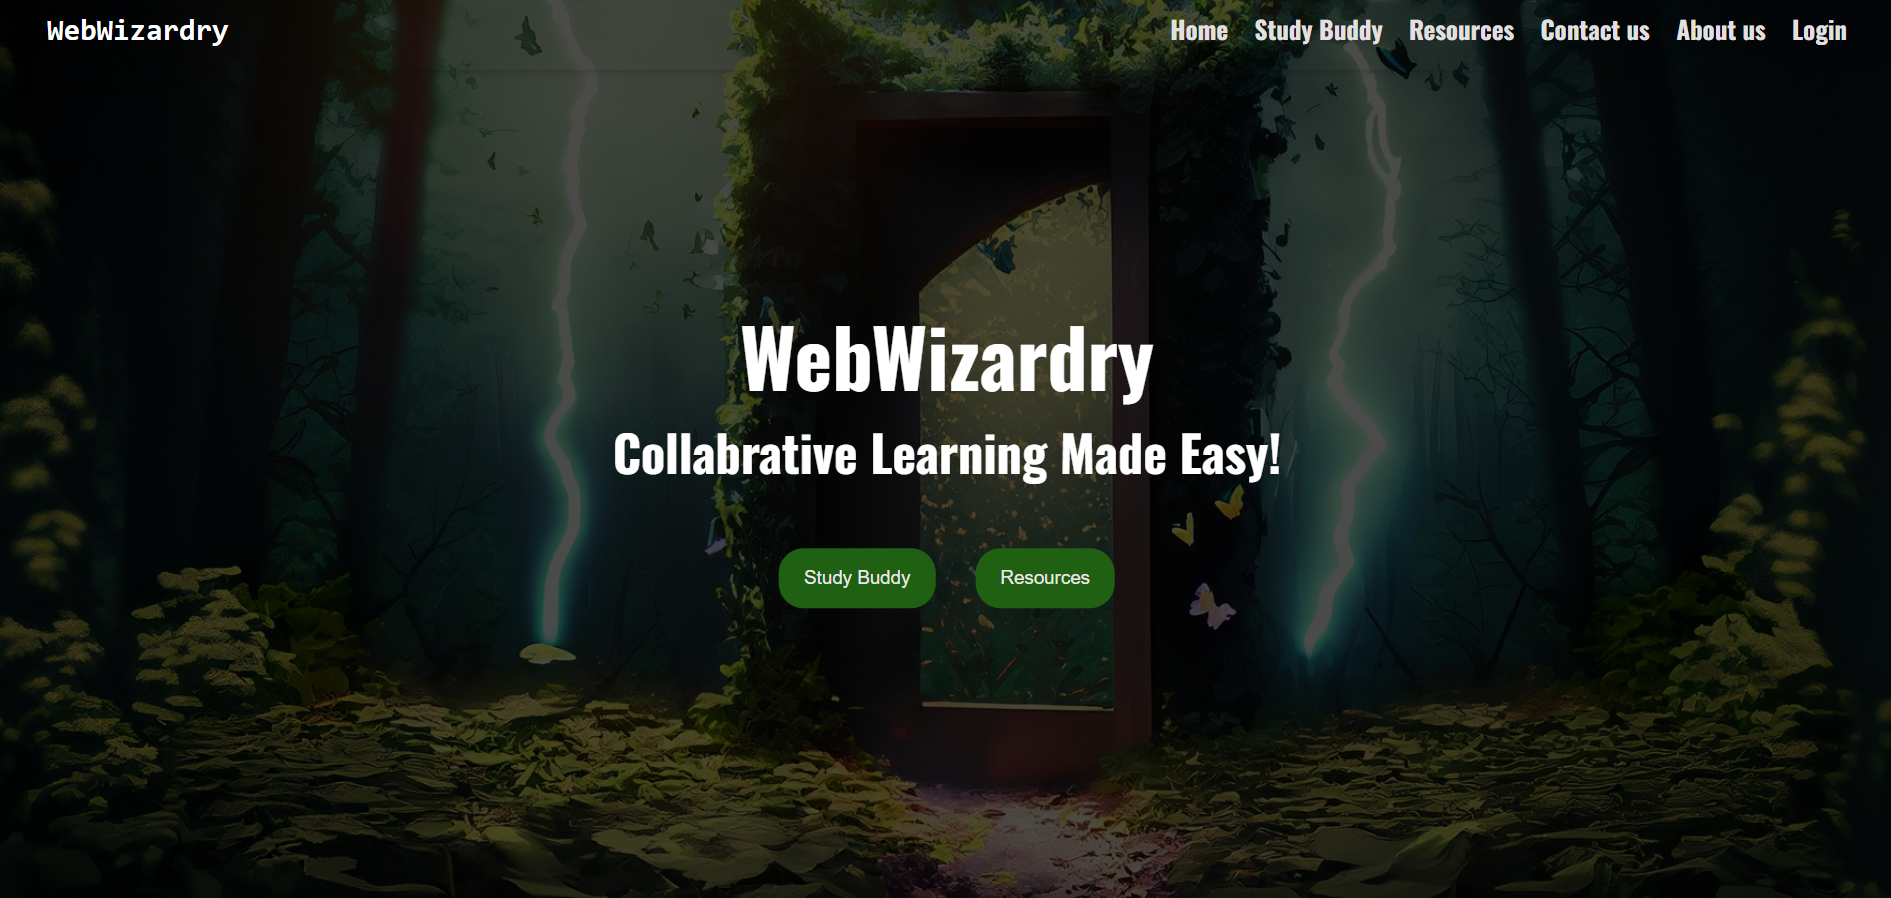 WebWizardry
Home Study Buddy Resources Contact us About us Login
WebWizardry
Collabrative Learning Made Easy!
Study Buddy Resources